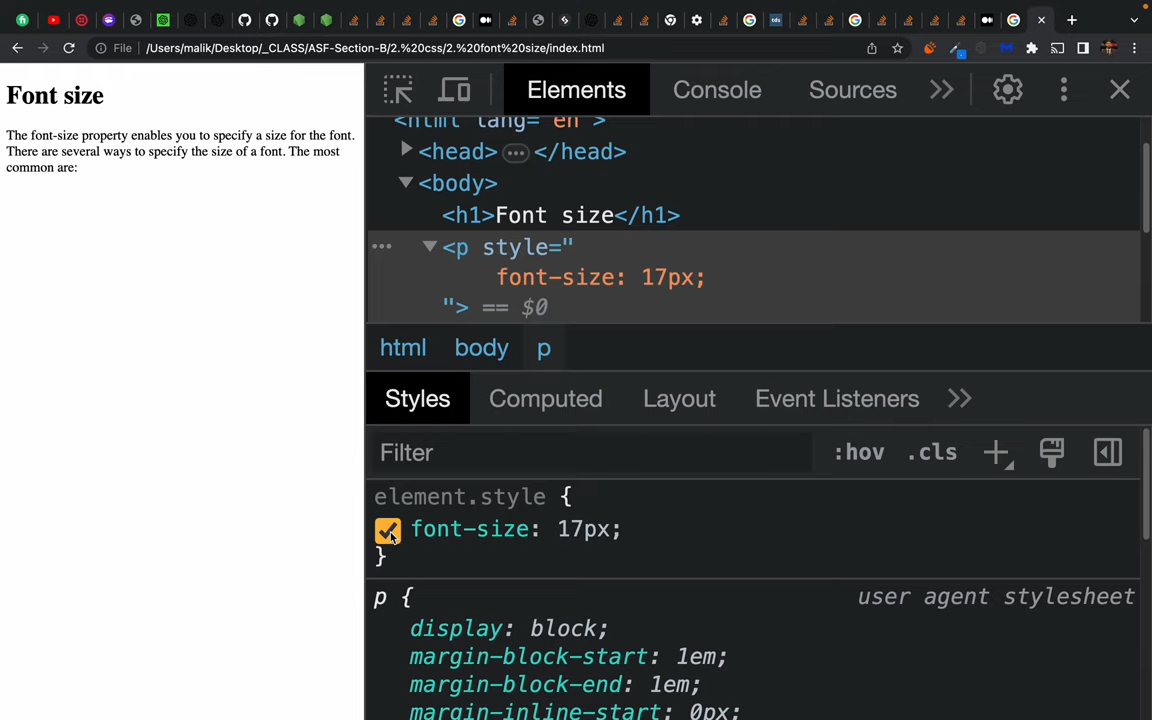 File /Users/malik/Desktop/_CLASS/ASF-Section-B/2.%20css/2.%20font%20size/index.html
Font size
The font-size property enables you to specify a size for the font.
There are several ways to specify the size of a font. The most
common are:
Elements Console Sources
<html lang="en">
<head> ... </head>
<body>
<h1>Font size</h1>
<p style="
font-size: 17px;
"> == $0
html body p
Styles Computed Layout Event Listeners
Filter :hov .cls
element.style {
font-size: 17px;
}
p { user agent stylesheet
display: block;
margin-block-start: 1em;
margin-block-end: 1em;
margin-inline-start: 0px;